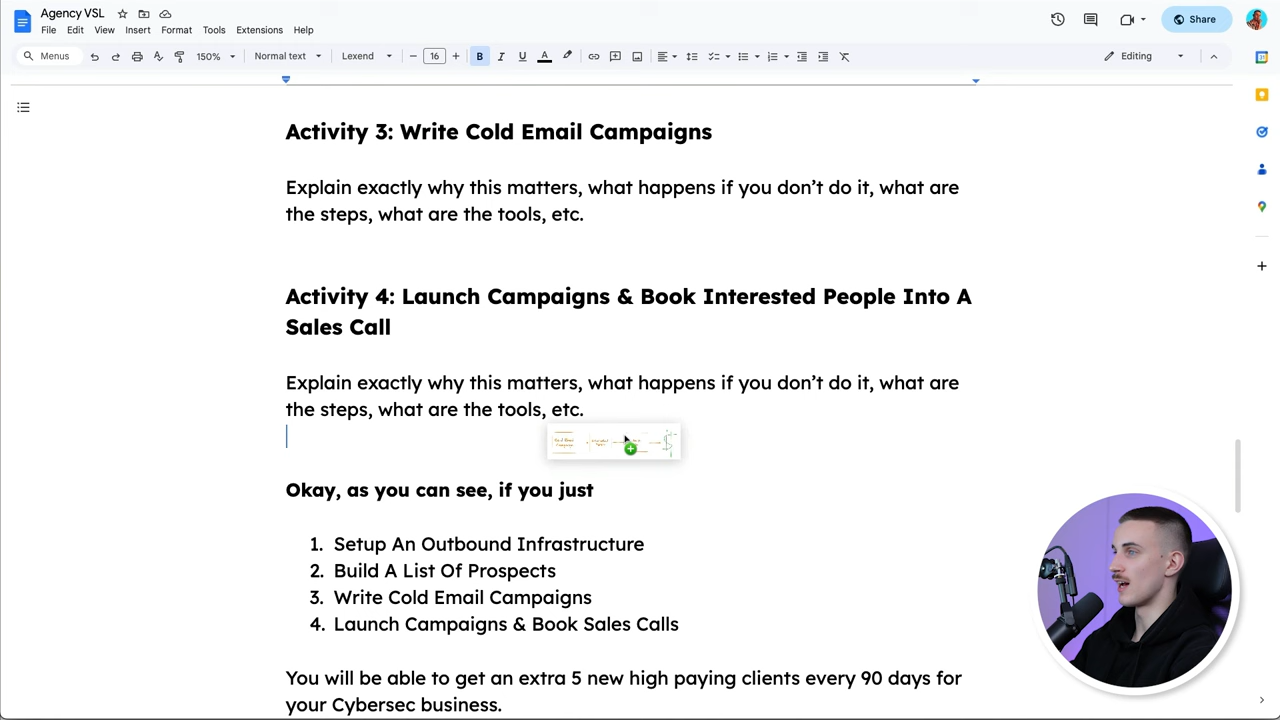 Agency VSL
File Edit View Insert Format Tools Extensions Help
Share
Menus 150% Normal text Lexend 16 B I U A Editing
Activity 3: Write Cold Email Campaigns
Explain exactly why this matters, what happens if you don’t do it, what are
the steps, what are the tools, etc.
Activity 4: Launch Campaigns & Book Interested People Into A
Sales Call
Explain exactly why this matters, what happens if you don’t do it, what are
the steps, what are the tools, etc.
Okay, as you can see, if you just
1. Setup An Outbound Infrastructure
2. Build A List Of Prospects
3. Write Cold Email Campaigns
4. Launch Campaigns & Book Sales Calls
You will be able to get an extra 5 new high paying clients every 90 days for
your Cybersec business.